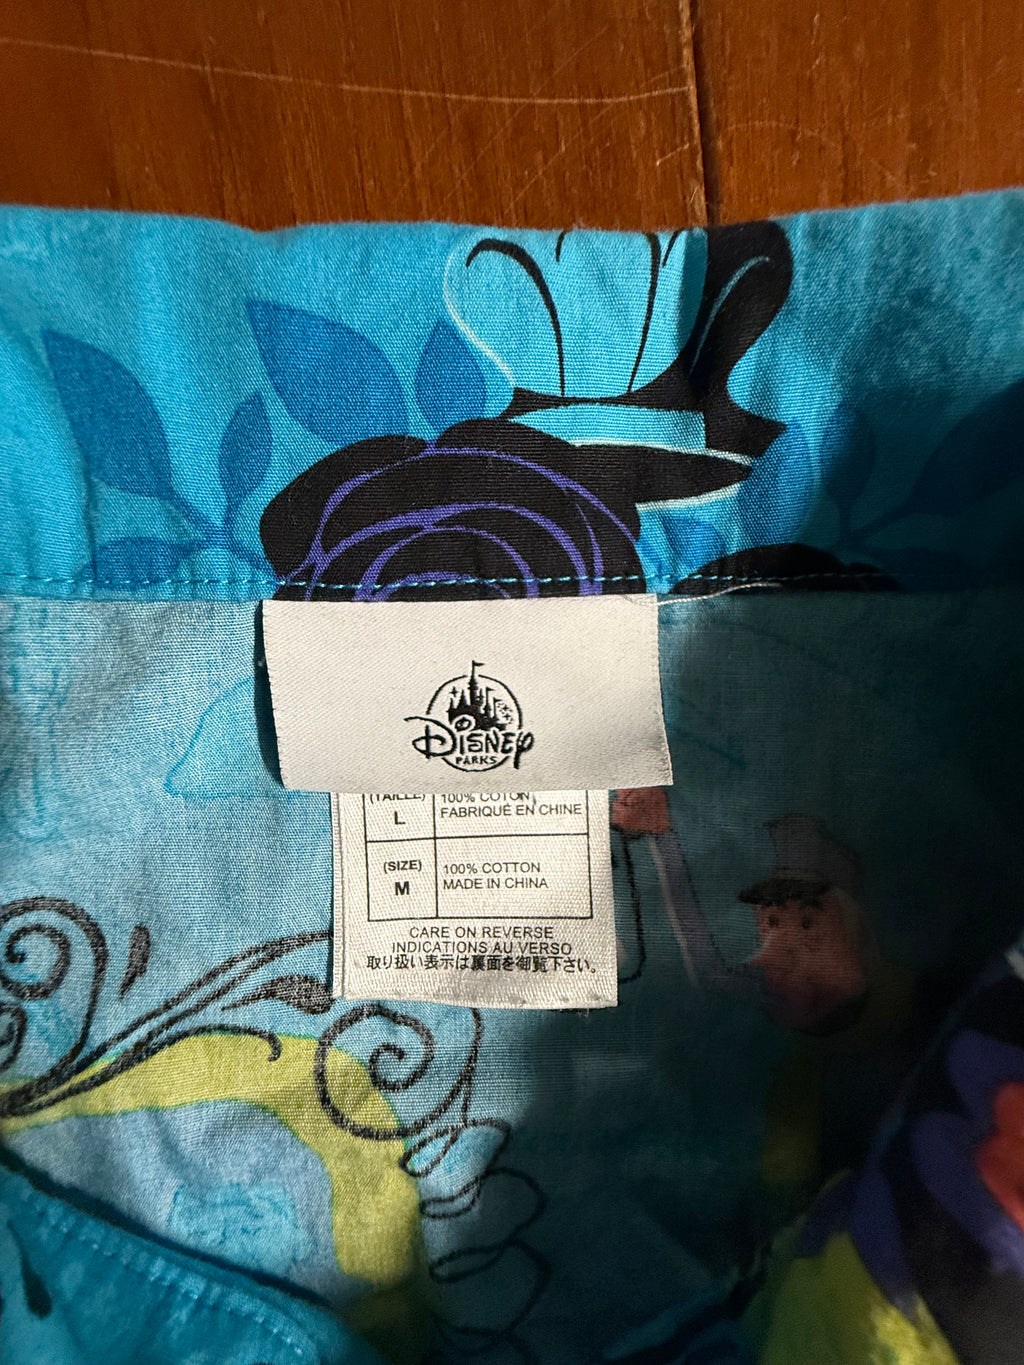 Disney
PARKS
(TAILLE) 100% COTON
L FABRIQUÉ EN CHINE
(SIZE) 100% COTTON
M MADE IN CHINA
CARE ON REVERSE
INDICATIONS AU VERSO
取り扱い表示は裏面を御覧下さい。